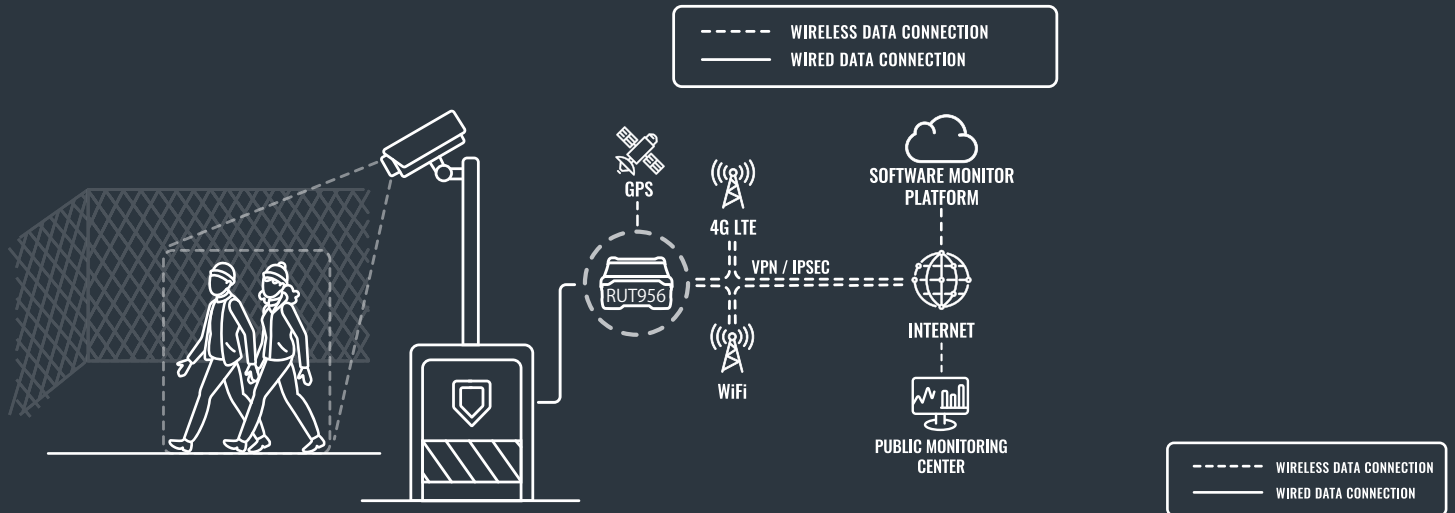 WIRELESS DATA CONNECTION
WIRED DATA CONNECTION
GPS
4G LTE
SOFTWARE MONITOR
PLATFORM
VPN / IPSEC
RUT956
INTERNET
WiFi
PUBLIC MONITORING
CENTER
WIRELESS DATA CONNECTION
WIRED DATA CONNECTION